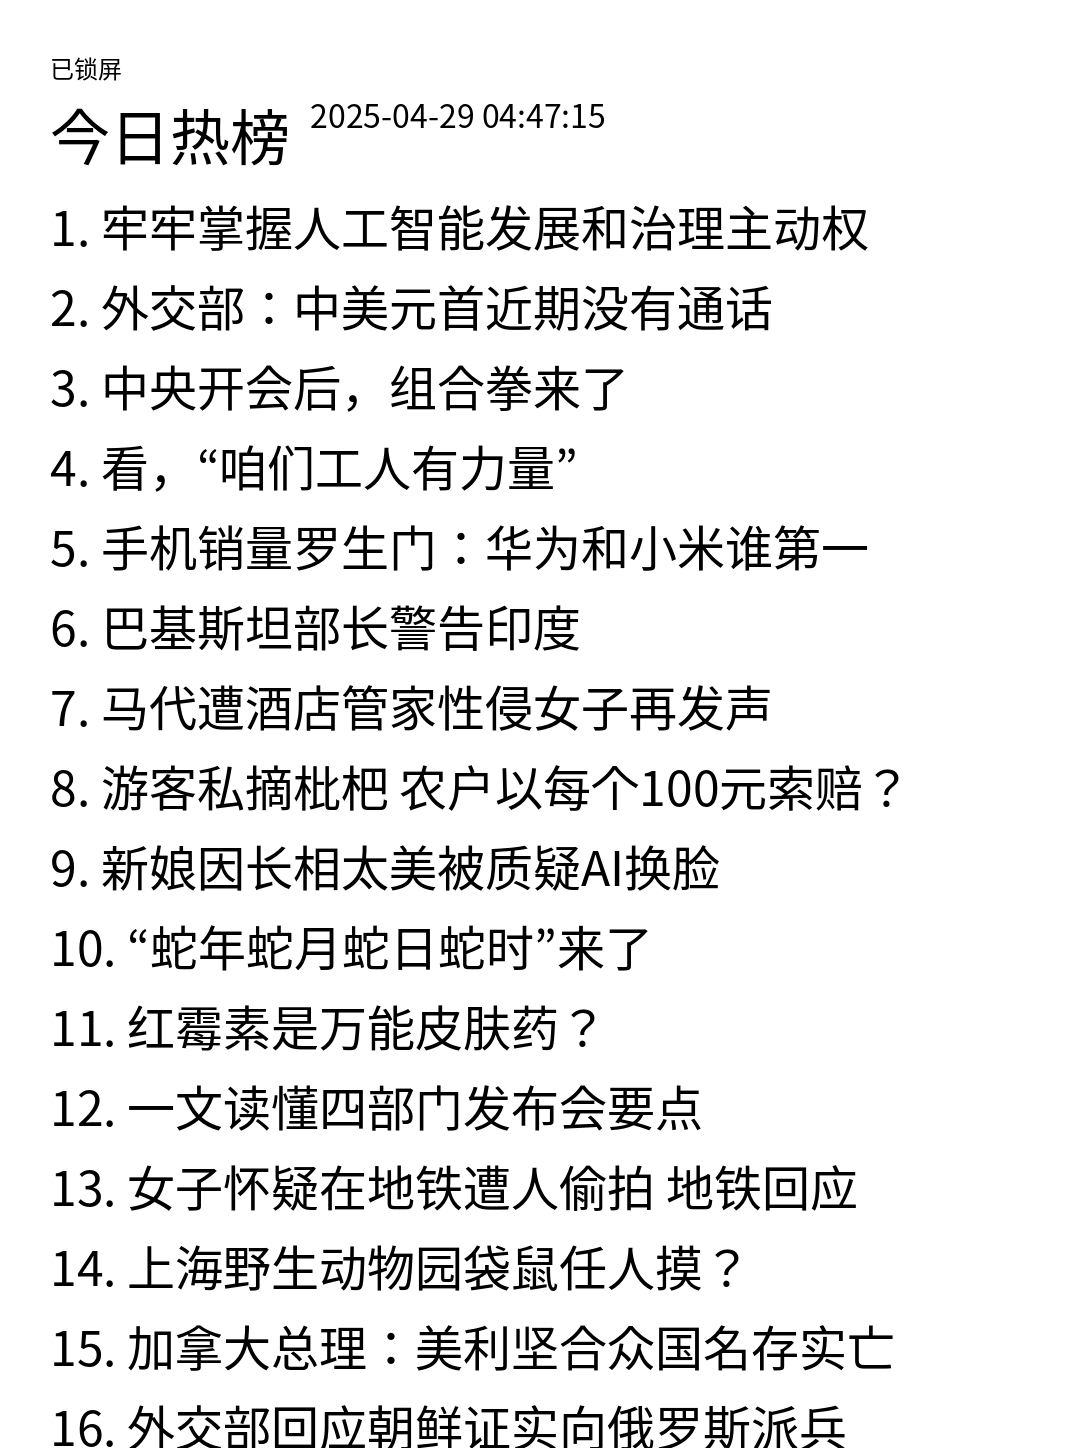 已锁屏
今日热榜 2025-04-29 04:47:15
1. 牢牢掌握人工智能发展和治理主动权
2. 外交部：中美元首近期没有通话
3. 中央开会后，组合拳来了
4. 看，“咱们工人有力量”
5. 手机销量罗生门：华为和小米谁第一
6. 巴基斯坦部长警告印度
7. 马代遭酒店管家性侵女子再发声
8. 游客私摘枇杷 农户以每个100元索赔？
9. 新娘因长相太美被质疑AI换脸
10. “蛇年蛇月蛇日蛇时”来了
11. 红霉素是万能皮肤药？
12. 一文读懂四部门发布会要点
13. 女子怀疑在地铁遭人偷拍 地铁回应
14. 上海野生动物园袋鼠任人摸？
15. 加拿大总理：美利坚合众国名存实亡
16. 外交部回应朝鲜证实向俄罗斯派兵